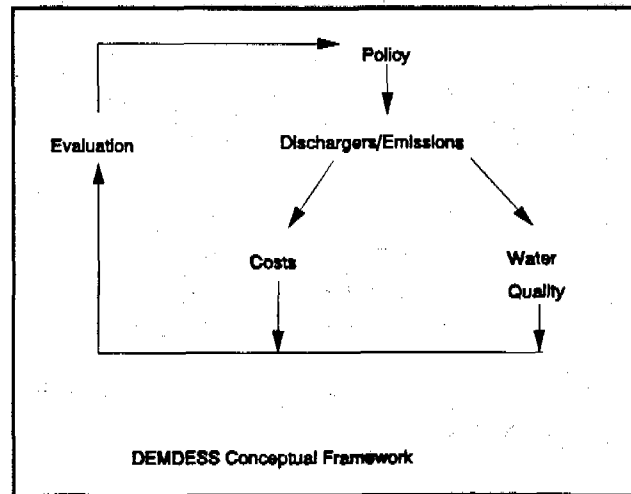 Policy
Evaluation
Dischargers/Emissions
Costs
Water
Quality
DEMDESS Conceptual Framework